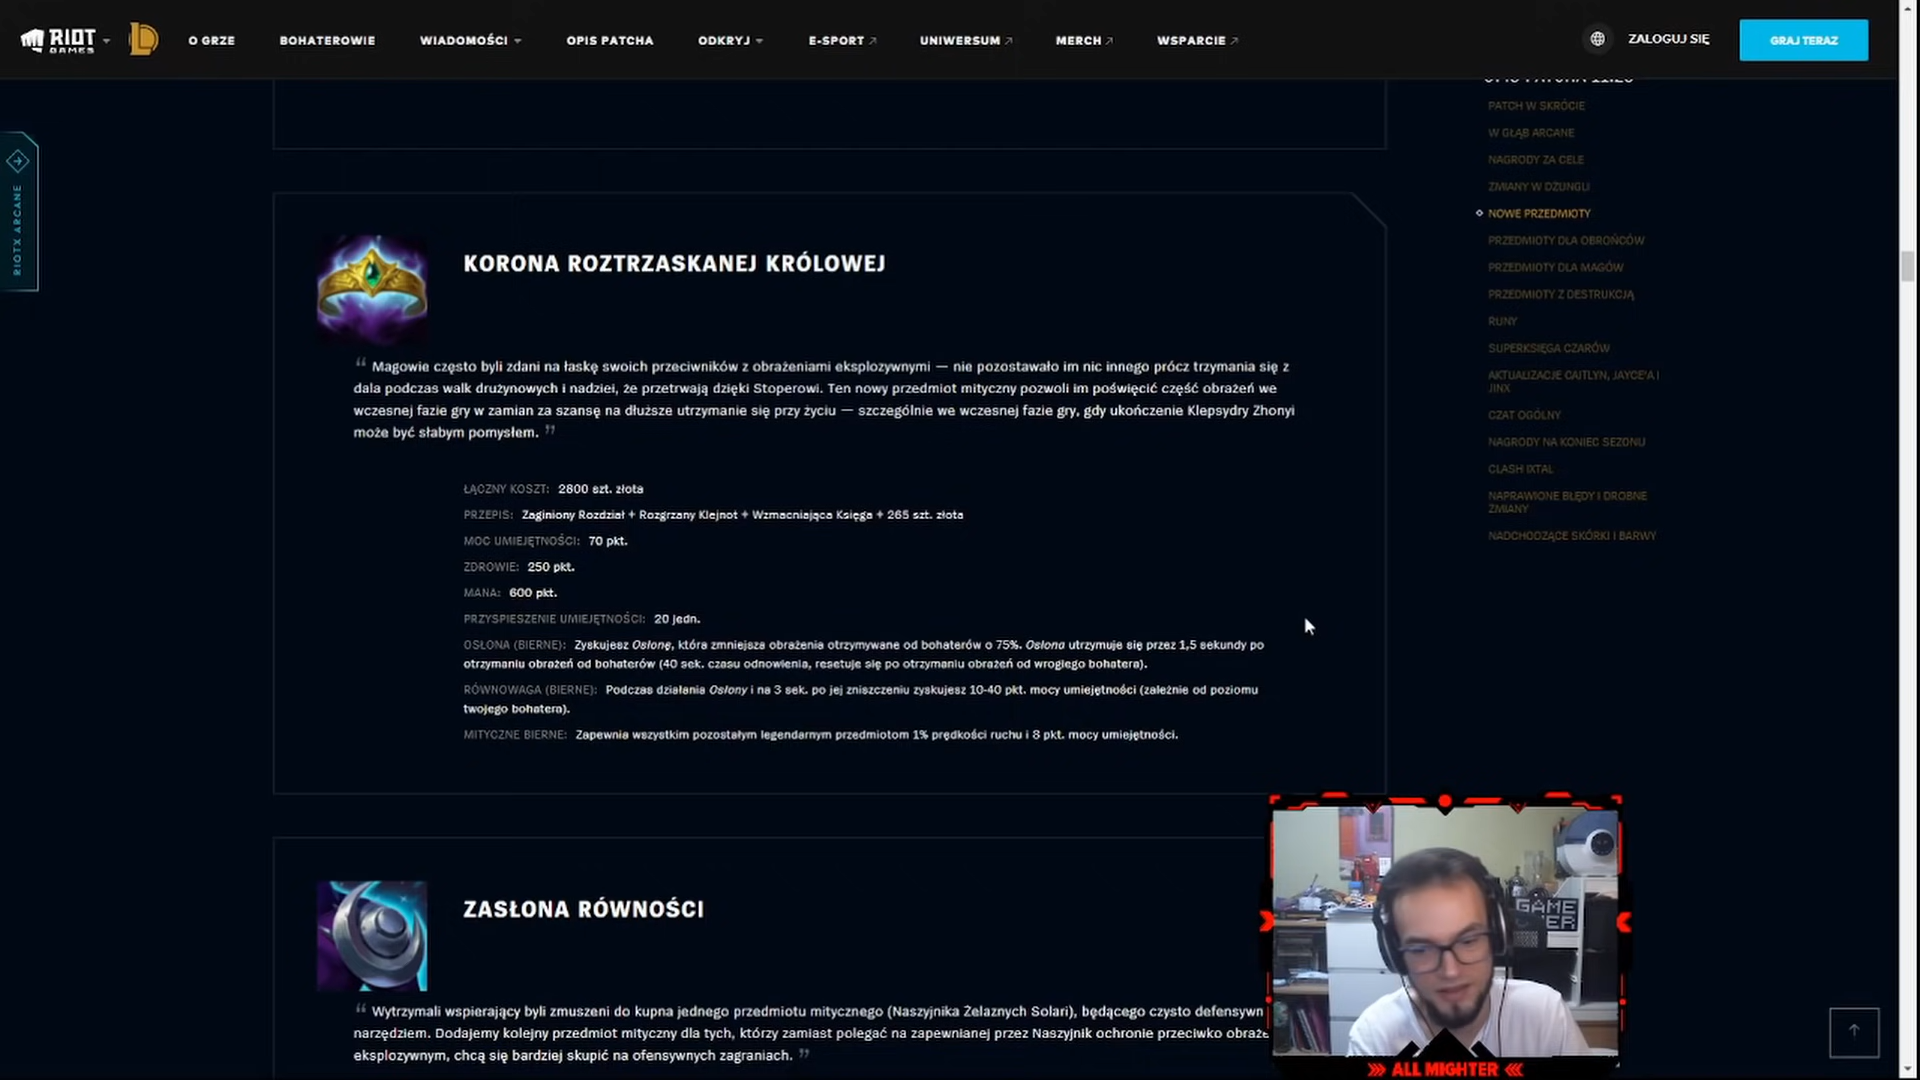 RIOT GAMES
O GRZE
BOHATEROWIE
WIADOMOŚCI
OPIS PATCHA
ODKRYJ
E-SPORT
UNIWERSUM
MERCH
WSPARCIE
ZALOGUJ SIĘ
GRAJ TERAZ
RIOTX ARCANE
PATCH W SKRÓCIE
W GŁĄB ARCANE
NAGRODY ZA CELE
ZMIANY W DŻUNGLI
NOWE PRZEDMIOTY
PRZEDMIOTY DLA OBROŃCÓW
PRZEDMIOTY DLA MAGÓW
PRZEDMIOTY Z DESTRUKCJĄ
RUNY
SUPERKSIĘGA CZARÓW
AKTUALIZACJE CAITLYN, JAYCE'A I
JINX
CZAT OGÓLNY
NAGRODY NA KONIEC SEZONU
CLASH IXTAL
NAPRAWIONE BŁĘDY I DROBNE
ZMIANY
NADCHODZĄCE SKÓRKI I BARWY
KORONA ROZTRZASKANEJ KRÓLOWEJ
“ Magowie często byli zdani na łaskę swoich przeciwników z obrażeniami eksplozywnymi — nie pozostawało im nic innego prócz trzymania się z
dala podczas walk drużynowych i nadziei, że przetrwają dzięki Stoperowi. Ten nowy przedmiot mityczny pozwoli im poświęcić część obrażeń we
wczesnej fazie gry w zamian za szansę na dłuższe utrzymanie się przy życiu — szczególnie we wczesnej fazie gry, gdy ukończenie Klepsydry Zhonyi
może być słabym pomysłem. ”
ŁĄCZNY KOSZT: 2800 szt. złota
PRZEPIS: Zaginiony Rozdział + Rozgrzany Klejnot + Wzmacniająca Księga + 265 szt. złota
MOC UMIEJĘTNOŚCI: 70 pkt.
ZDROWIE: 250 pkt.
MANA: 600 pkt.
PRZYSPIESZENIE UMIEJĘTNOŚCI: 20 jedn.
OSŁONA (BIERNE): Zyskujesz Osłonę, która zmniejsza obrażenia otrzymywane od bohaterów o 75%. Osłona utrzymuje się przez 1,5 sekundy po
otrzymaniu obrażeń od bohaterów (40 sek. czasu odnowienia, resetuje się po otrzymaniu obrażeń od wrogiego bohatera).
RÓWNOWAGA (BIERNE): Podczas działania Osłony i na 3 sek. po jej zniszczeniu zyskujesz 10-40 pkt. mocy umiejętności (zależnie od poziomu
twojego bohatera).
MITYCZNE BIERNE: Zapewnia wszystkim pozostałym legendarnym przedmiotom 1% prędkości ruchu i 8 pkt. mocy umiejętności.
ZASŁONA RÓWNOŚCI
“ Wytrzymali wspierający byli zmuszeni do kupna jednego przedmiotu mitycznego (Naszyjnika Żelaznych Solari), będącego czysto defensywn
narzędziem. Dodajemy kolejny przedmiot mityczny dla tych, którzy zamiast polegać na zapewnianej przez Naszyjnik ochronie przeciwko obraże
eksplozywnym, chcą się bardziej skupić na ofensywnych zagraniach. ”
GAME
ALL MIGHTER